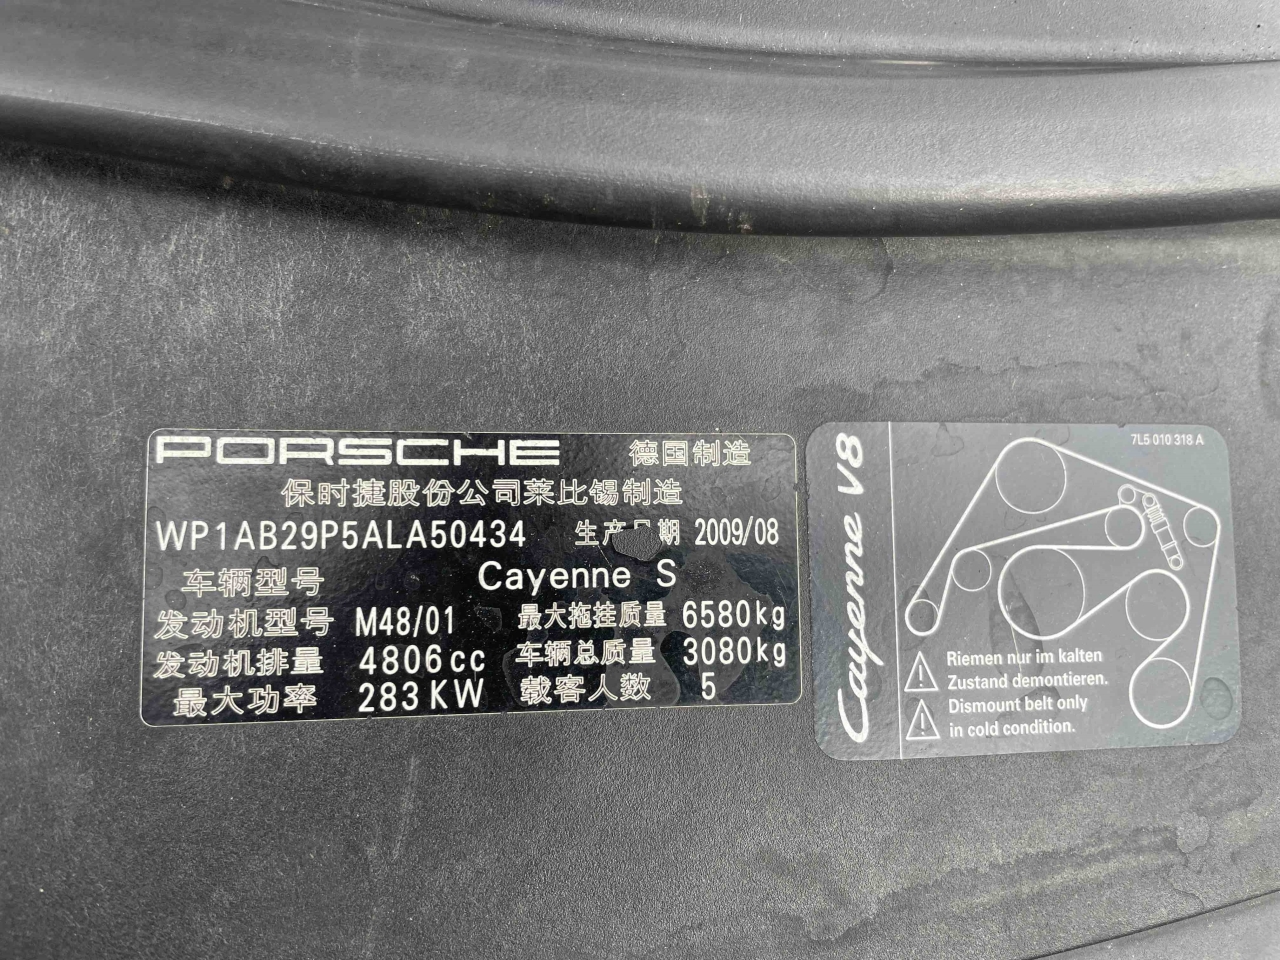 PORSCHE 德国制造
保时捷股份公司莱比锡制造
WP1AB29P5ALA50434 生产日期 2009/08
车辆型号 Cayenne S
发动机型号 M48/01 最大拖挂质量 6580kg
发动机排量 4806cc 车辆总质量 3080kg
最大功率 283KW 载客人数 5
Cayenne V8
7L5 010 318 A
Riemen nur im kalten
Zustand demontieren.
Dismount belt only
in cold condition.